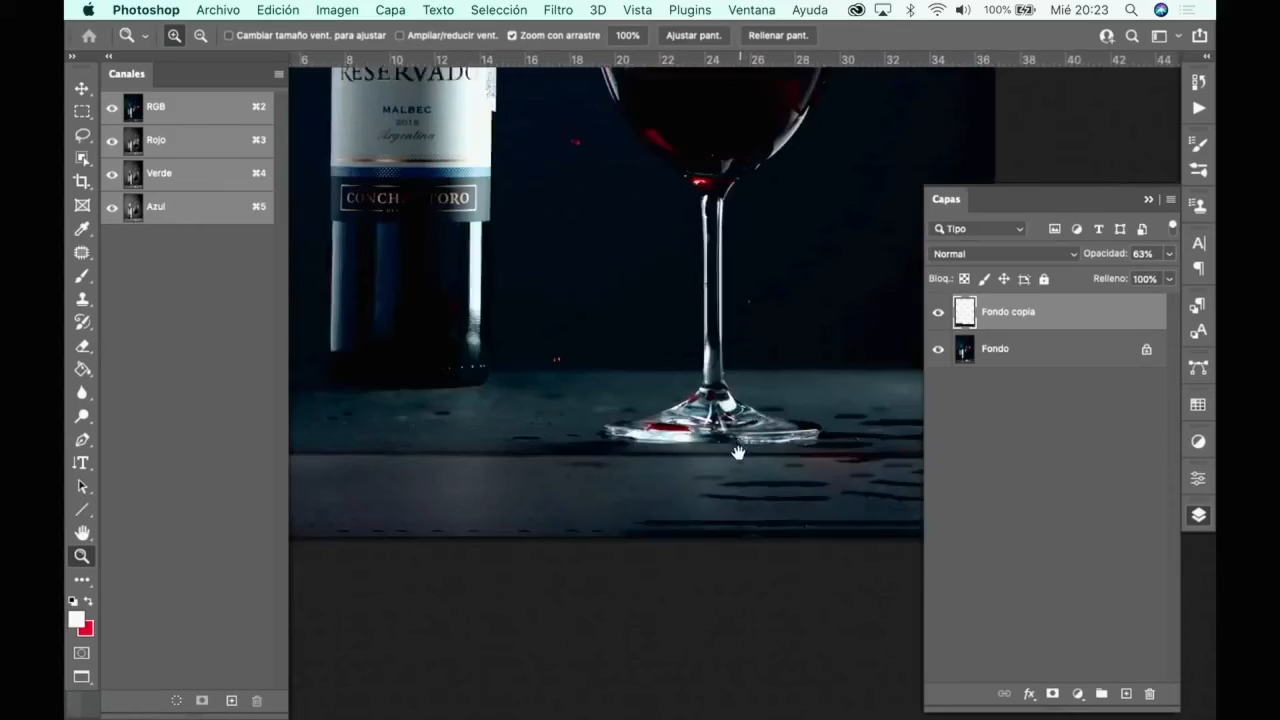 Photoshop Archivo Edición Imagen Capa Texto Selección Filtro 3D Vista Plugins Ventana Ayuda 100% Mié 20:23
Cambiar tamaño vent. para ajustar Ampliar/reducir vent. Zoom con arrastre 100% Ajustar pant. Rellenar pant.
6 8 10 12 14 16 18 20 22 24 26 28 30 32 34 36 38 40 42 44
Canales
RGB ⌘2
Rojo ⌘3
Verde ⌘4
Azul ⌘5
RESERVADO
MALBEC
2018
Argentina
CONCHA TORO
Capas
Tipo
Normal Opacidad: 63%
Bloq.: Relleno: 100%
Fondo copia
Fondo